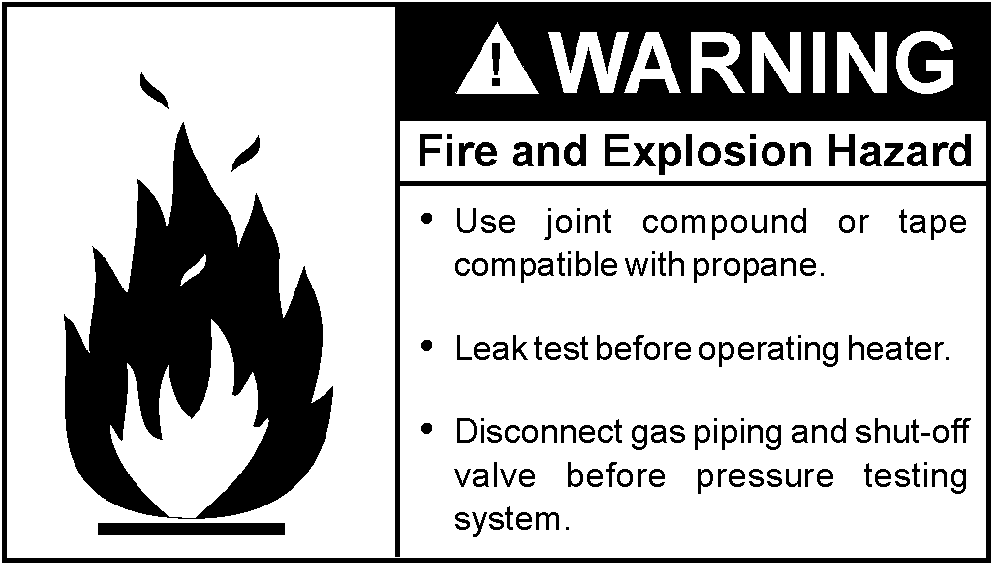 ! WARNING
Fire and Explosion Hazard
• Use joint compound or tape
compatible with propane.
• Leak test before operating heater.
• Disconnect gas piping and shut-off
valve before pressure testing
system.